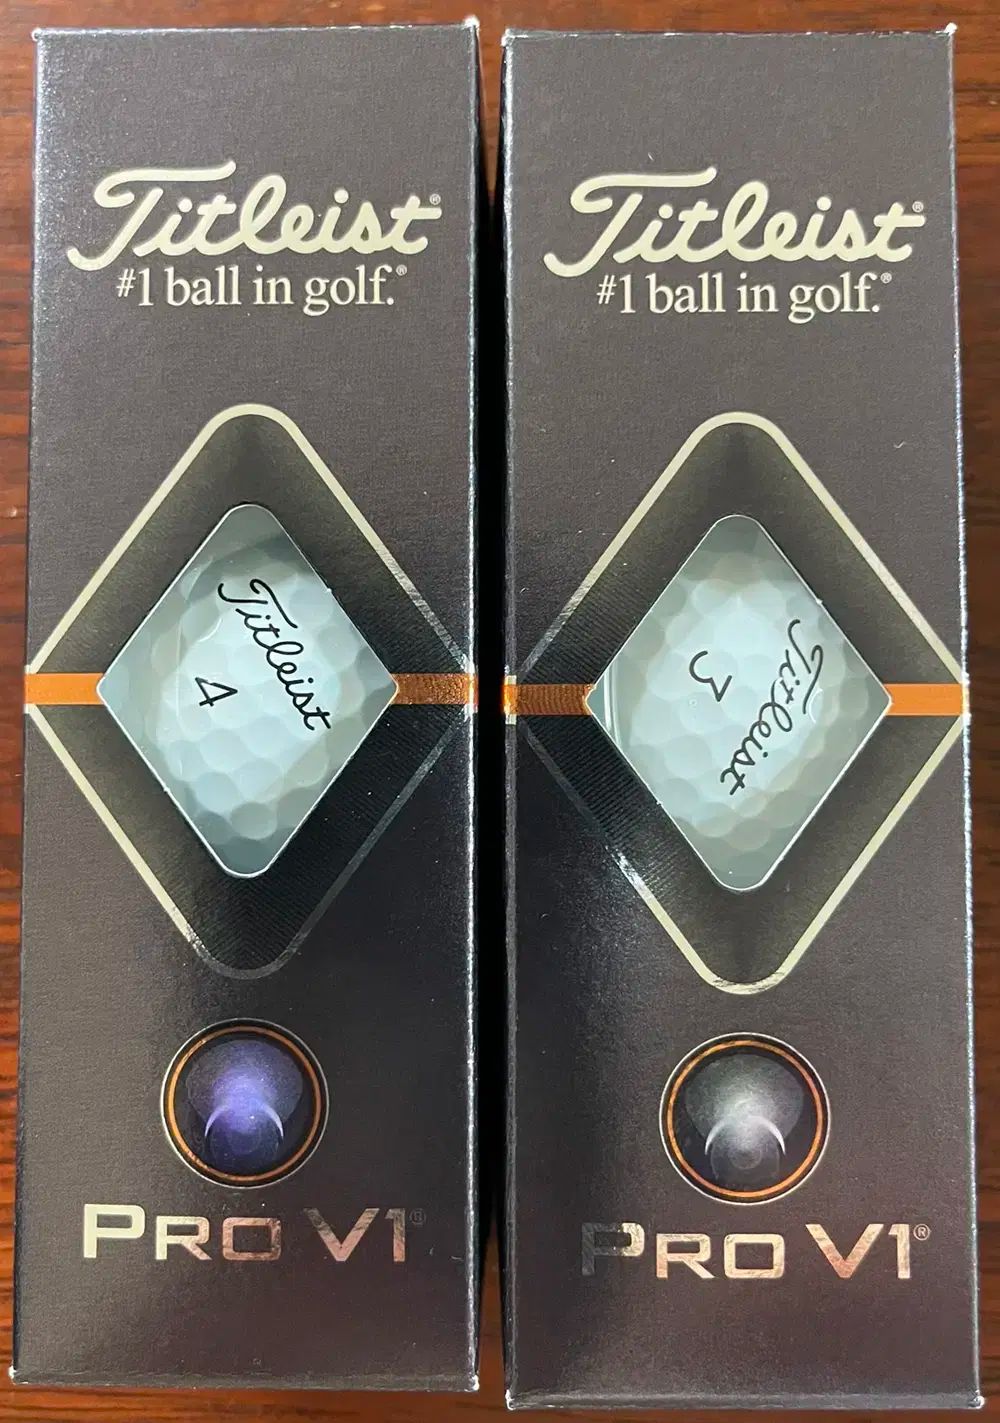 Titleist®
#1 ball in golf.®
Titleist
4
PRO V1®
Titleist®
#1 ball in golf.®
Titleist
3
PRO V1®